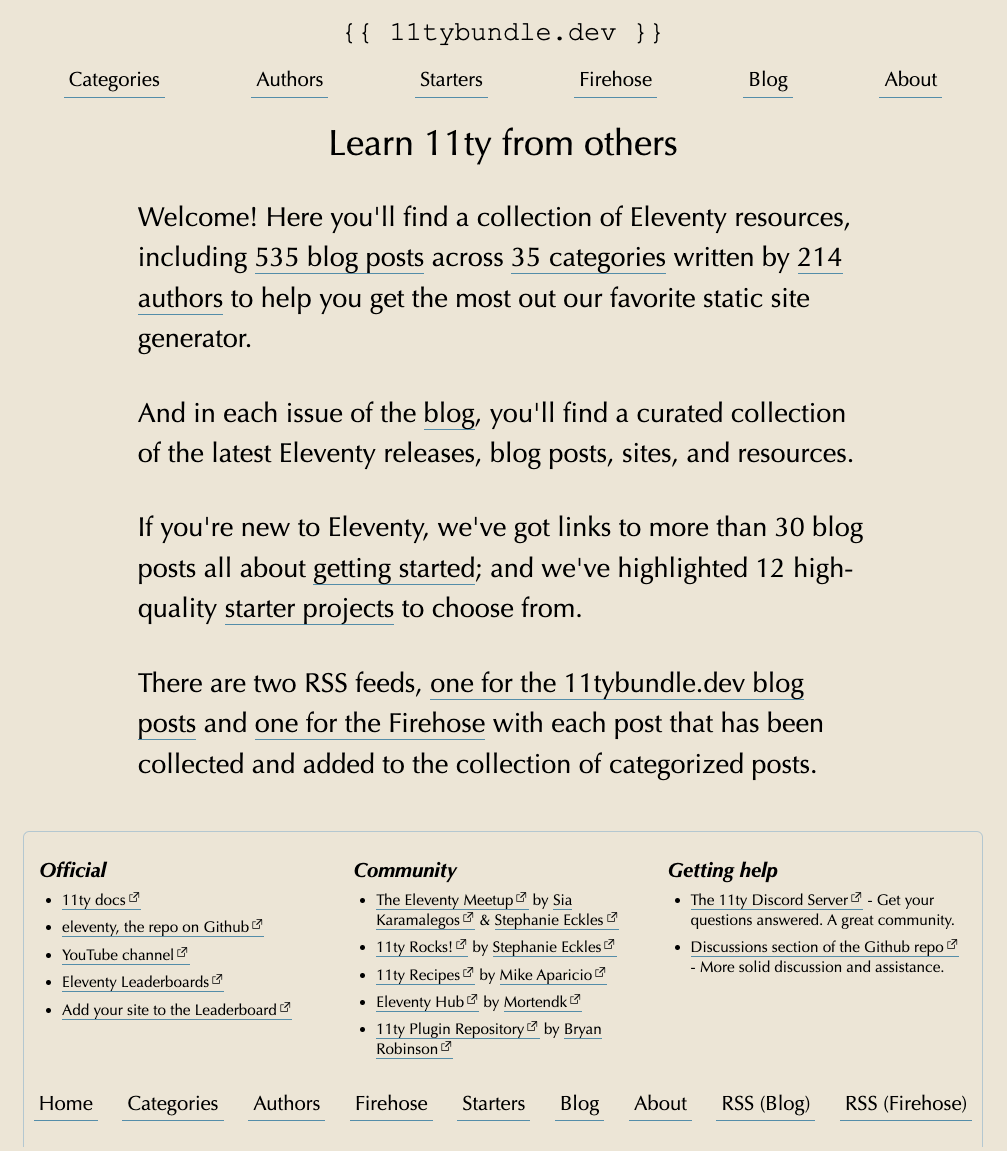 {{ 11tybundle.dev }}
Categories Authors Starters Firehose Blog About
Learn 11ty from others
Welcome! Here you'll find a collection of Eleventy resources,
including 535 blog posts across 35 categories written by 214
authors to help you get the most out our favorite static site
generator.
And in each issue of the blog, you'll find a curated collection
of the latest Eleventy releases, blog posts, sites, and resources.
If you're new to Eleventy, we've got links to more than 30 blog
posts all about getting started; and we've highlighted 12 high-
quality starter projects to choose from.
There are two RSS feeds, one for the 11tybundle.dev blog
posts and one for the Firehose with each post that has been
collected and added to the collection of categorized posts.
Official
11ty docs
eleventy, the repo on Github
YouTube channel
Eleventy Leaderboards
Add your site to the Leaderboard
Community
The Eleventy Meetup by Sia
Karamalegos & Stephanie Eckles
11ty Rocks! by Stephanie Eckles
11ty Recipes by Mike Aparicio
Eleventy Hub by Mortendk
11ty Plugin Repository by Bryan
Robinson
Getting help
The 11ty Discord Server - Get your
questions answered. A great community.
Discussions section of the Github repo
- More solid discussion and assistance.
Home Categories Authors Firehose Starters Blog About RSS (Blog) RSS (Firehose)